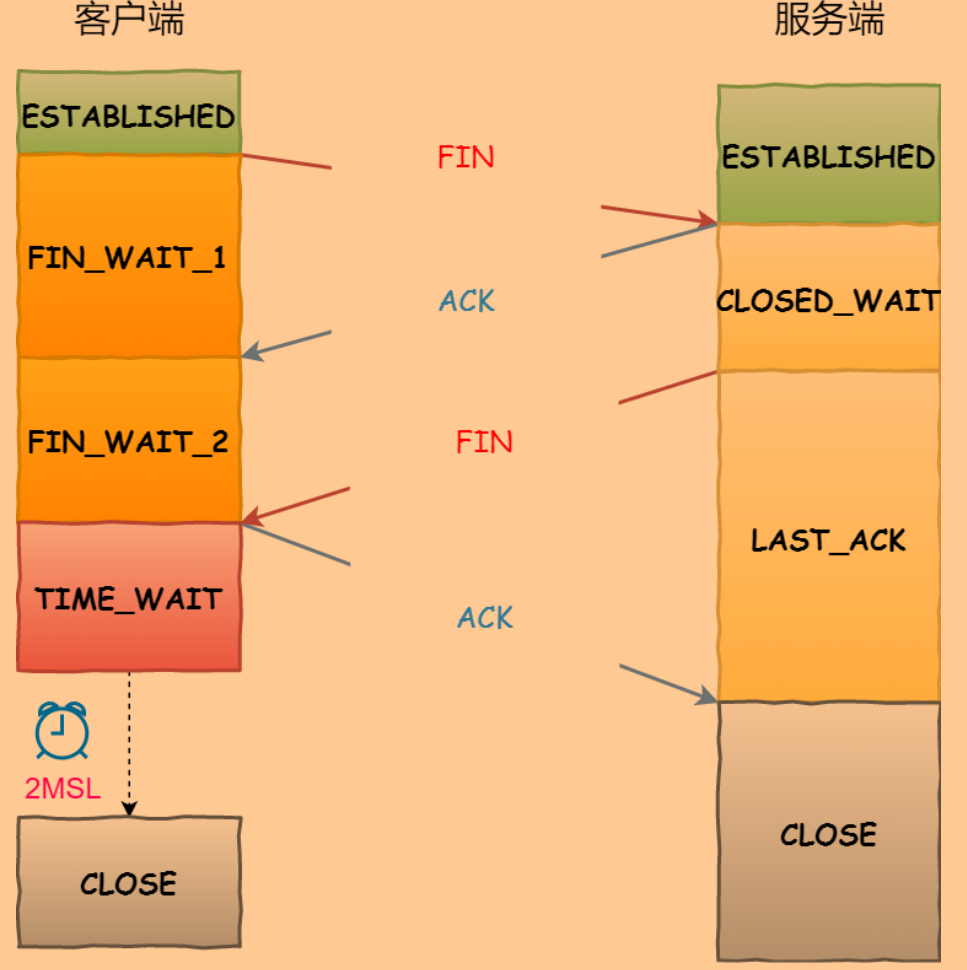 客户端
服务端
ESTABLISHED
FIN
ESTABLISHED
FIN_WAIT_1
ACK
CLOSED_WAIT
FIN_WAIT_2
FIN
LAST_ACK
TIME_WAIT
ACK
2MSL
CLOSE
CLOSE